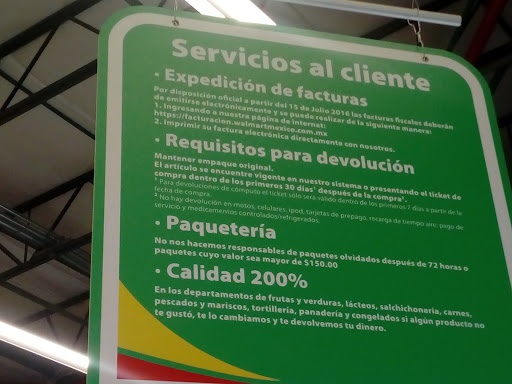 Servicios al cliente
• Expedición de facturas
Por disposición oficial a partir del 15 de Julio 2016 las facturas fiscales deberán
de emitirse electrónicamente y se puede realizar de la siguiente manera:
1. Ingresando a nuestra página de internet:
https://facturacion.walmartmexico.com.mx
2. Imprimir su factura electrónica directamente con nosotros.
• Requisitos para devolución
Mantener empaque original.
El artículo se encuentre vigente en nuestro sistema o presentando el ticket de
compra dentro de los primeros 30 días¹ después de la compra².
¹ Para devoluciones de cómputo el ticket sólo será válido dentro de los primeros 7 días a partir de la
fecha de compra.
² No hay devolución en motos, celulares, ipod, tarjetas de prepago, recarga de tiempo aire, pago de
servicio y medicamentos controlados/refrigerados.
• Paquetería
No nos hacemos responsables de paquetes olvidados después de 72 horas o
paquetes cuyo valor sea mayor de $150.00
• Calidad 200%
En los departamentos de frutas y verduras, lácteos, salchichonería, carnes,
pescados y mariscos, tortillería, panadería y congelados si algún producto no
te gustó, te lo cambiamos y te devolvemos tu dinero.